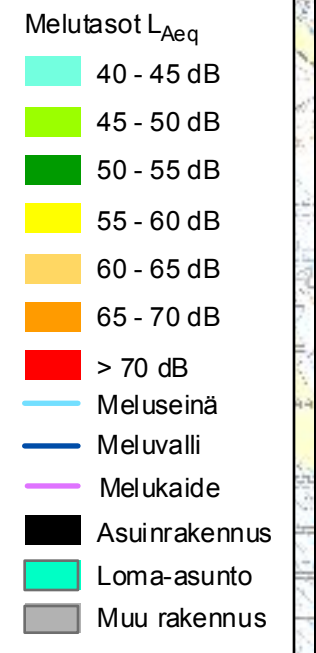 Melutasot LAeq
40 - 45 dB
45 - 50 dB
50 - 55 dB
55 - 60 dB
60 - 65 dB
65 - 70 dB
> 70 dB
Meluseinä
Meluvalli
Melukaide
Asuinrakennus
Loma-asunto
Muu rakennus